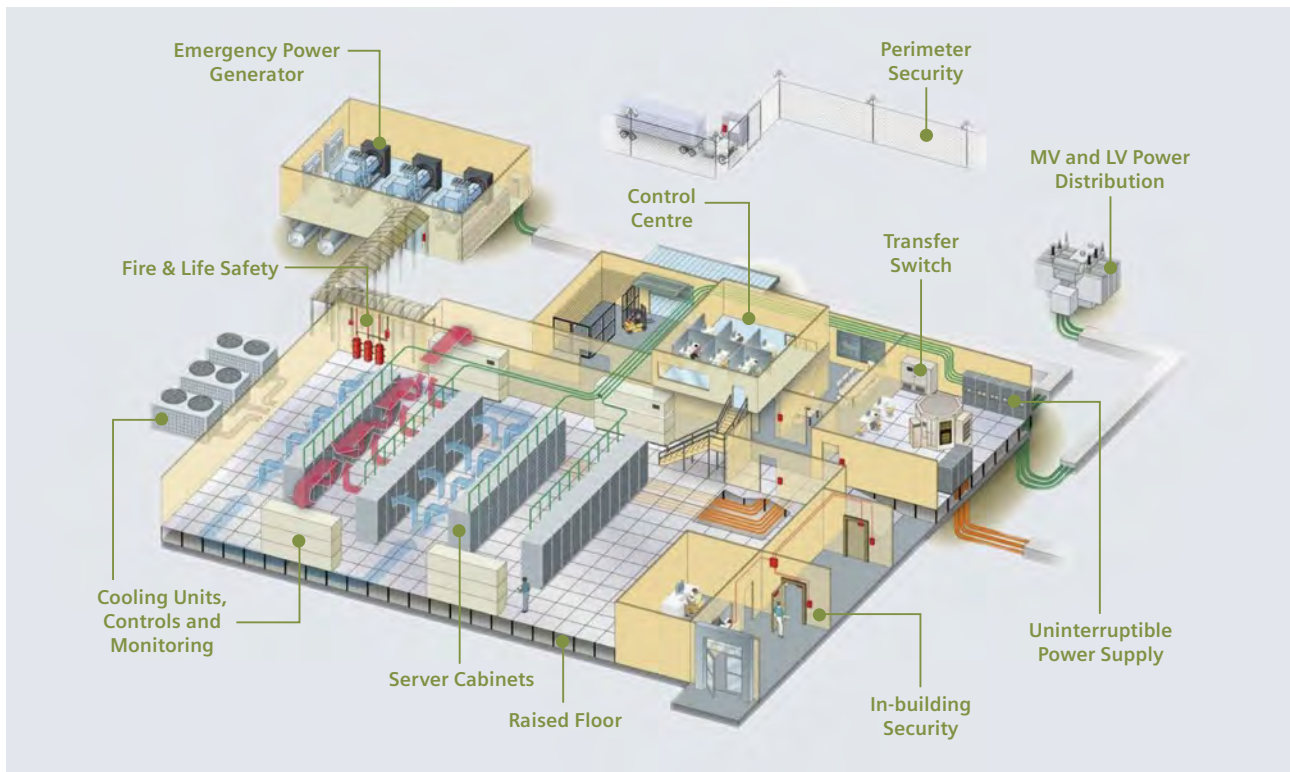 Emergency Power
Generator
Perimeter
Security
MV and LV Power
Distribution
Control
Centre
Transfer
Switch
Fire & Life Safety
Cooling Units,
Controls and
Monitoring
Server Cabinets
Raised Floor
In-building
Security
Uninterruptible
Power Supply